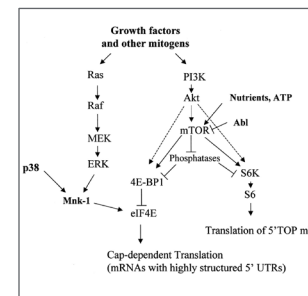 Growth factors
and other mitogens
Ras
PI3K
Raf
Akt
Nutrients, ATP
MEK
mTOR
Abl
ERK
Phosphatases
p38
4E-BP1
S6K
Mnk-1
eIF4E
S6
Translation of 5'TOP m
Cap-dependent Translation
(mRNAs with highly structured 5' UTRs)